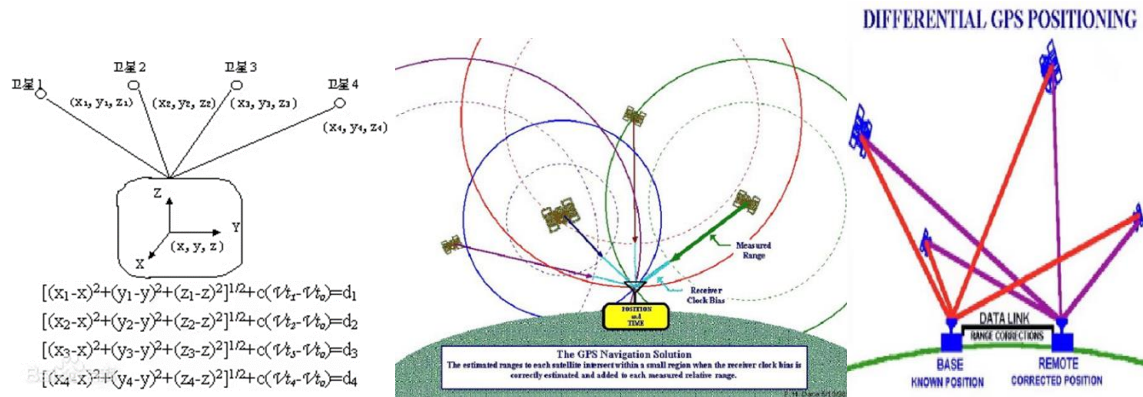 卫星1
卫星2
卫星3
卫星4
(x₁, y₁, z₁)
(x₂, y₂, z₂)
(x₃, y₃, z₃)
(x₄, y₄, z₄)
Z
Y
(x, y, z)
X
[(x₁-x)²+(y₁-y)²+(z₁-z)²]¹/²+c(Vt₁-Vt₀)=d₁
[(x₂-x)²+(y₂-y)²+(z₂-z)²]¹/²+c(Vt₂-Vt₀)=d₂
[(x₃-x)²+(y₃-y)²+(z₃-z)²]¹/²+c(Vt₃-Vt₀)=d₃
[(x₄-x)²+(y₄-y)²+(z₄-z)²]¹/²+c(Vt₄-Vt₀)=d₄
Measured
Range
Receiver
Clock Bias
POSITION
and
TIME
The GPS Navigation Solution
The estimated ranges to each satellite intersect within a small region when the receiver clock bias is
correctly estimated and added to each measured relative range.
DIFFERENTIAL GPS POSITIONING
DATA LINK
RANGE CORRECTIONS
BASE
KNOWN POSITION
REMOTE
CORRECTED POSITION